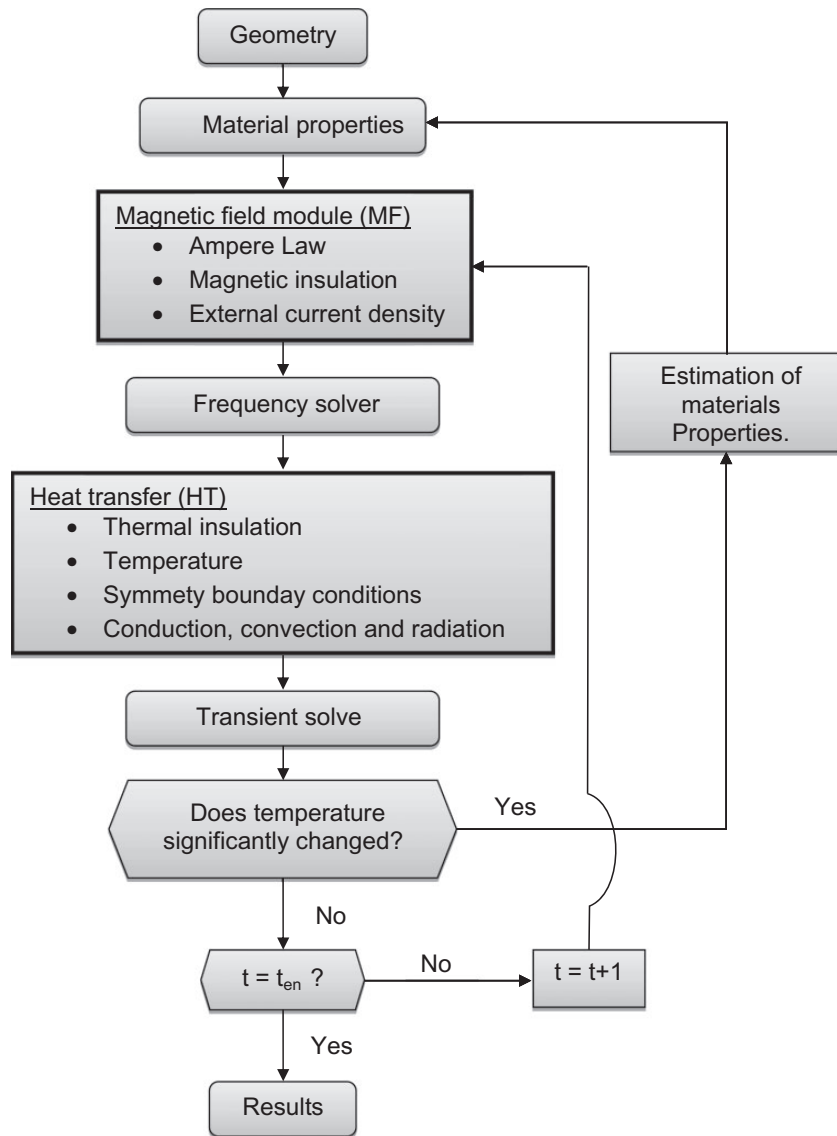 Geometry
Material properties
Magnetic field module (MF)
• Ampere Law
• Magnetic insulation
• External current density
Frequency solver
Estimation of
materials
Properties.
Heat transfer (HT)
• Thermal insulation
• Temperature
• Symmety bounday conditions
• Conduction, convection and radiation
Transient solve
Does temperature
significantly changed?
Yes
No
t = tₑₙ ?
No
t = t+1
Yes
Results